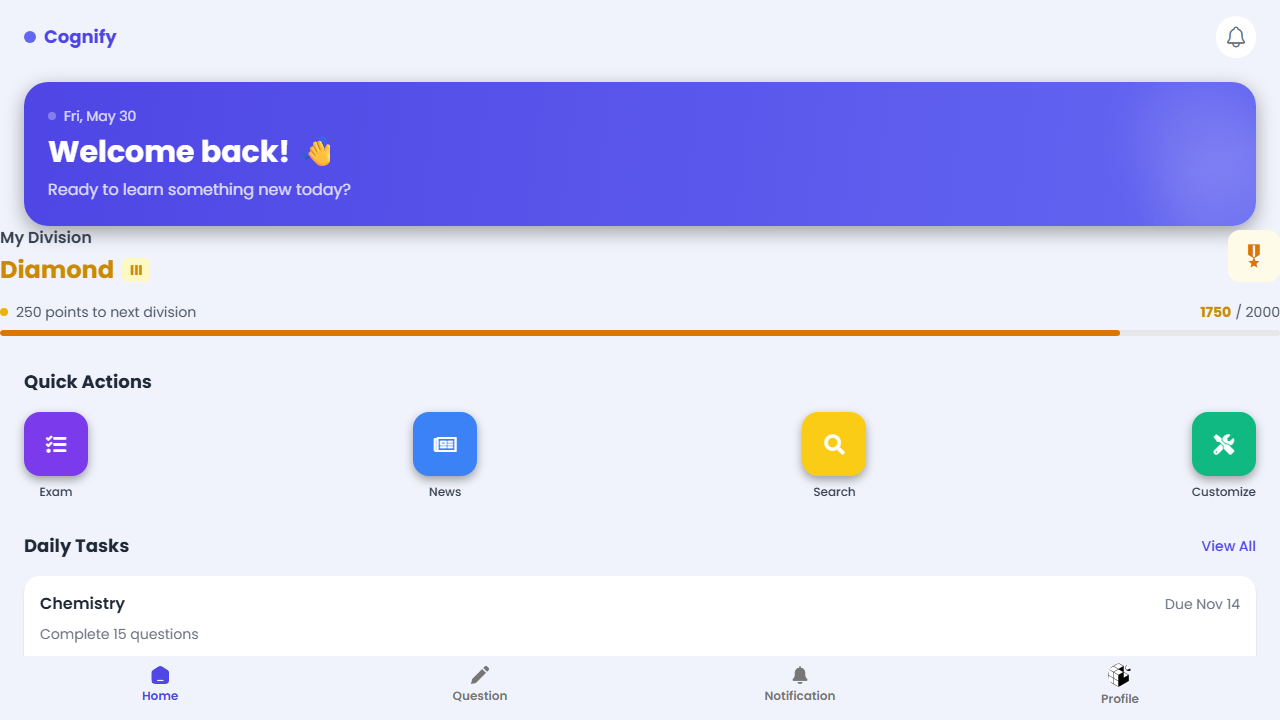 Cognify
Fri, May 30
Welcome back! 👋
Ready to learn something new today?
My Division
Diamond III
250 points to next division 1750 / 2000
Quick Actions
Exam News Search Customize
Daily Tasks View All
Chemistry Due Nov 14
Complete 15 questions
Home Question Notification Profile